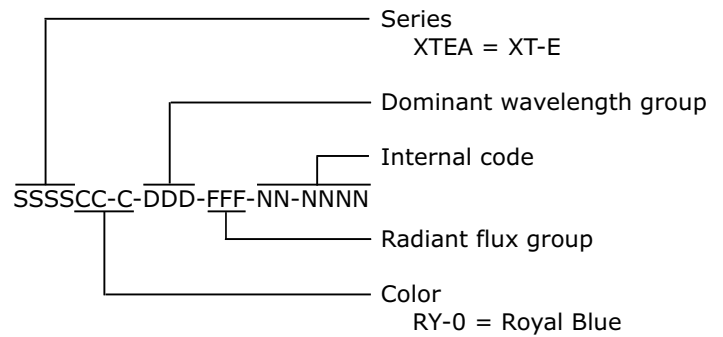 Series
XTEA = XT-E
Dominant wavelength group
Internal code
SSSSCC-C-DDD-FFF-NN-NNNN
Radiant flux group
Color
RY-0 = Royal Blue